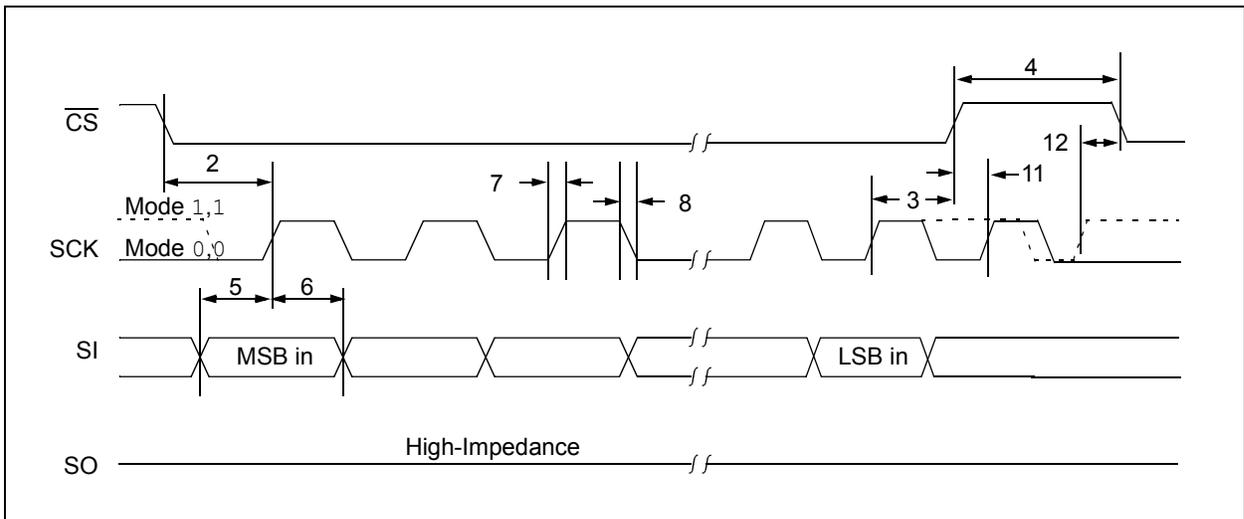 4
CS
12
2
7
8
3
11
Mode 1,1
SCK
Mode 0,0
5
6
SI
MSB in
LSB in
High-Impedance
SO